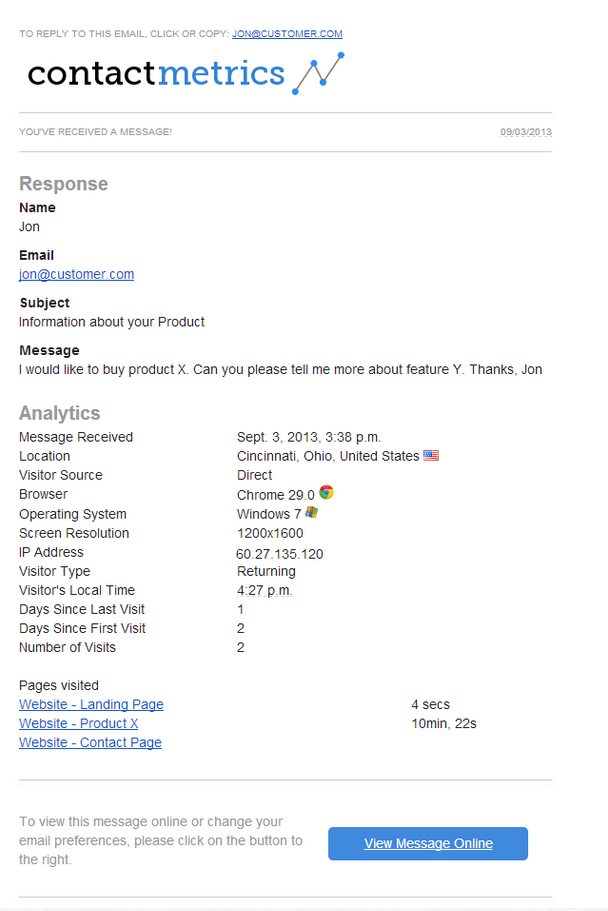 TO REPLY TO THIS EMAIL, CLICK OR COPY: JON@CUSTOMER.COM
contactmetrics
YOU'VE RECEIVED A MESSAGE! 09/03/2013
Response
Name
Jon
Email
jon@customer.com
Subject
Information about your Product
Message
I would like to buy product X. Can you please tell me more about feature Y. Thanks, Jon
Analytics
Message Received Sept. 3, 2013, 3:38 p.m.
Location Cincinnati, Ohio, United States
Visitor Source Direct
Browser Chrome 29.0
Operating System Windows 7
Screen Resolution 1200x1600
IP Address 60.27.135.120
Visitor Type Returning
Visitor's Local Time 4:27 p.m.
Days Since Last Visit 1
Days Since First Visit 2
Number of Visits 2
Pages visited
Website - Landing Page 4 secs
Website - Product X 10min, 22s
Website - Contact Page
To view this message online or change your
email preferences, please click on the button to
the right.
View Message Online